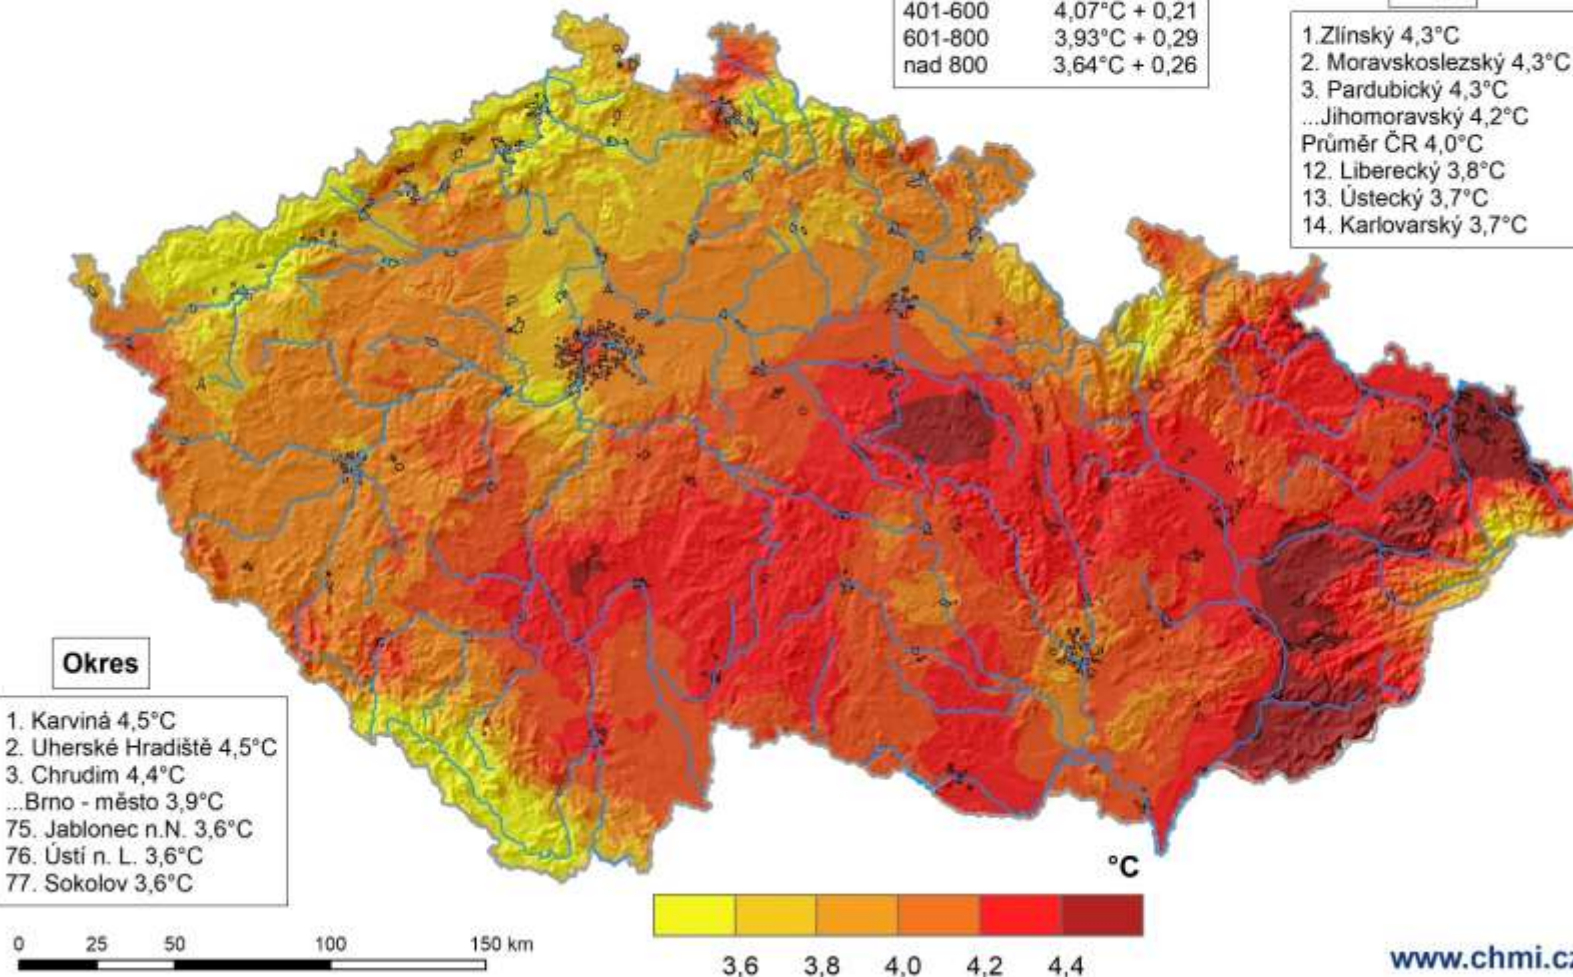 401-600 4,07°C + 0,21
601-800 3,93°C + 0,29
nad 800 3,64°C + 0,26
1.Zlínský 4,3°C
2. Moravskoslezský 4,3°C
3. Pardubický 4,3°C
...Jihomoravský 4,2°C
Průměr ČR 4,0°C
12. Liberecký 3,8°C
13. Ústecký 3,7°C
14. Karlovarský 3,7°C
Okres
1. Karviná 4,5°C
2. Uherské Hradiště 4,5°C
3. Chrudim 4,4°C
...Brno - město 3,9°C
75. Jablonec n.N. 3,6°C
76. Ústí n. L. 3,6°C
77. Sokolov 3,6°C
°C
0 25 50 100 150 km
3,6 3,8 4,0 4,2 4,4
www.chmi.cz